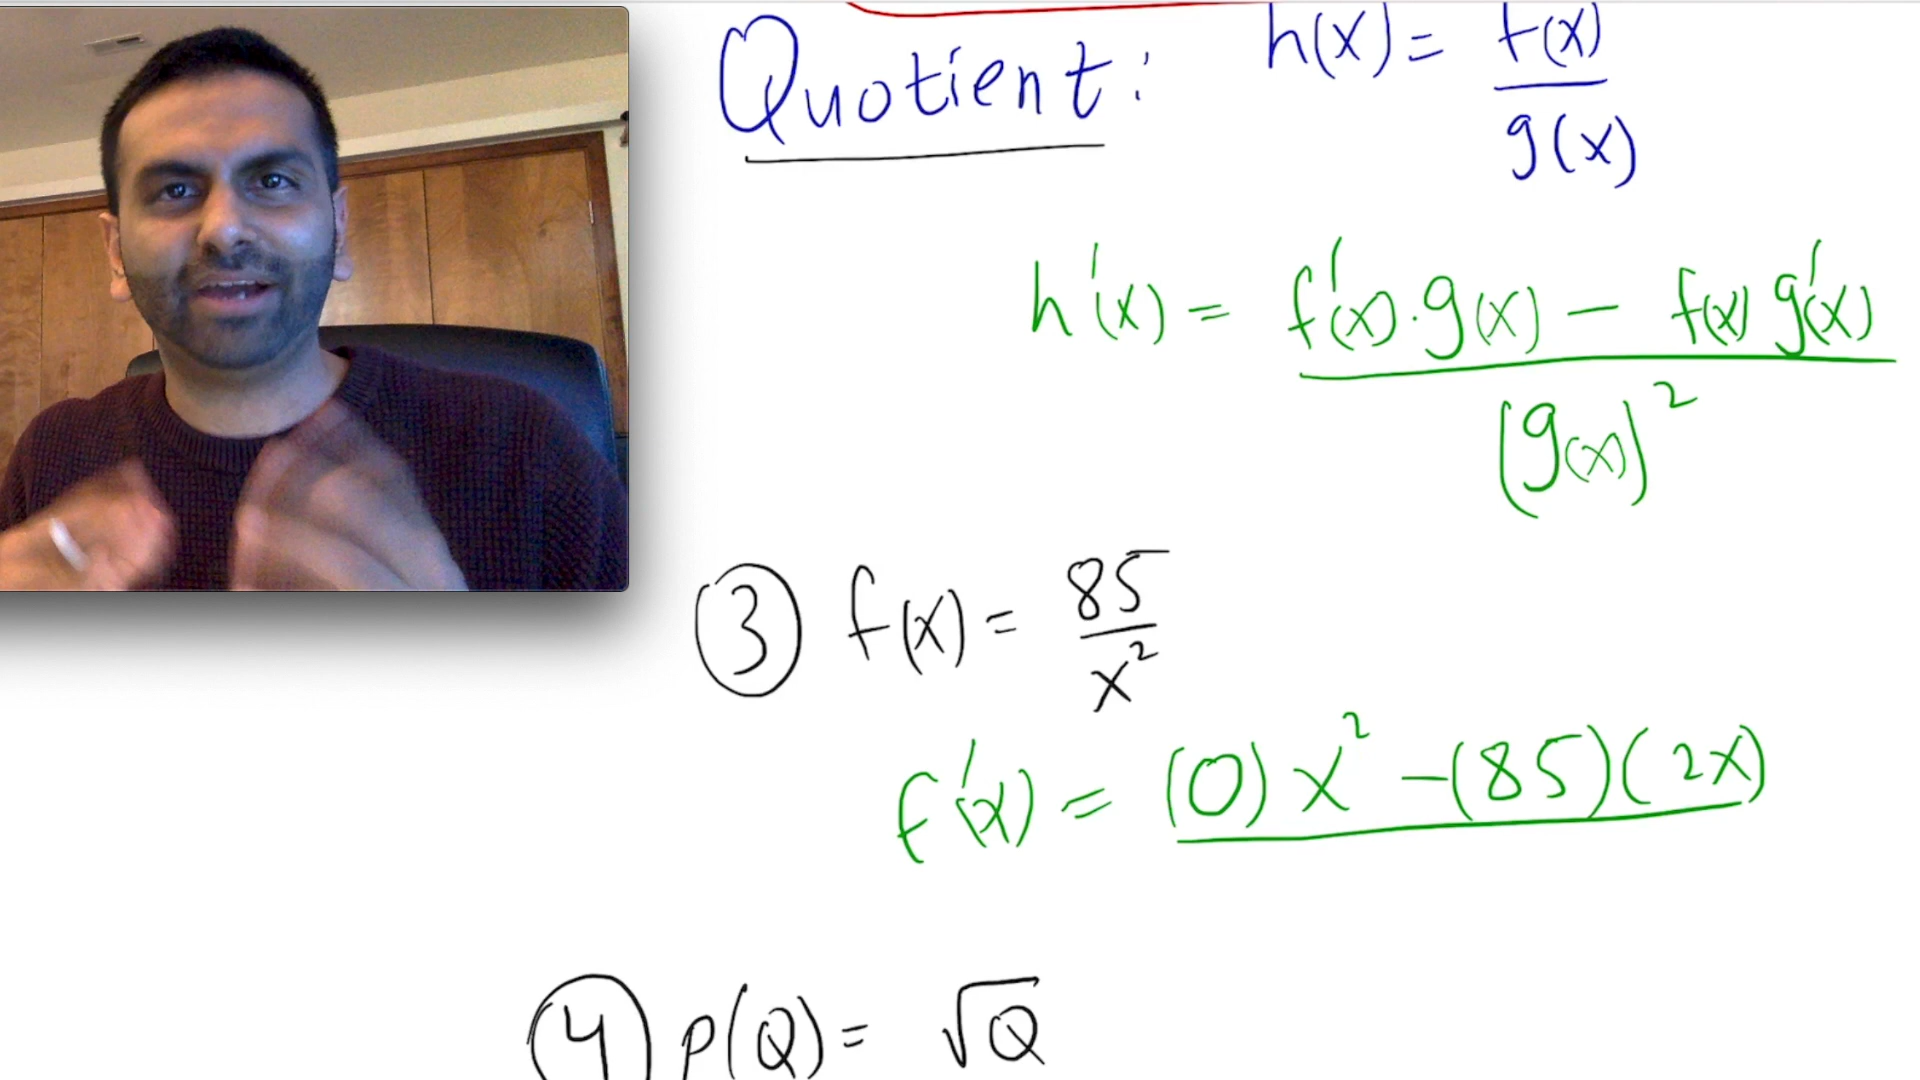 Quotient: h(x) = f(x)
g(x)
h'(x) = f'(x)·g(x) − f(x) g'(x)
(g(x))²
③ f(x) = 85
x²
f'(x) = (0) x² −(85)(2x)
④ P(Q) = √Q